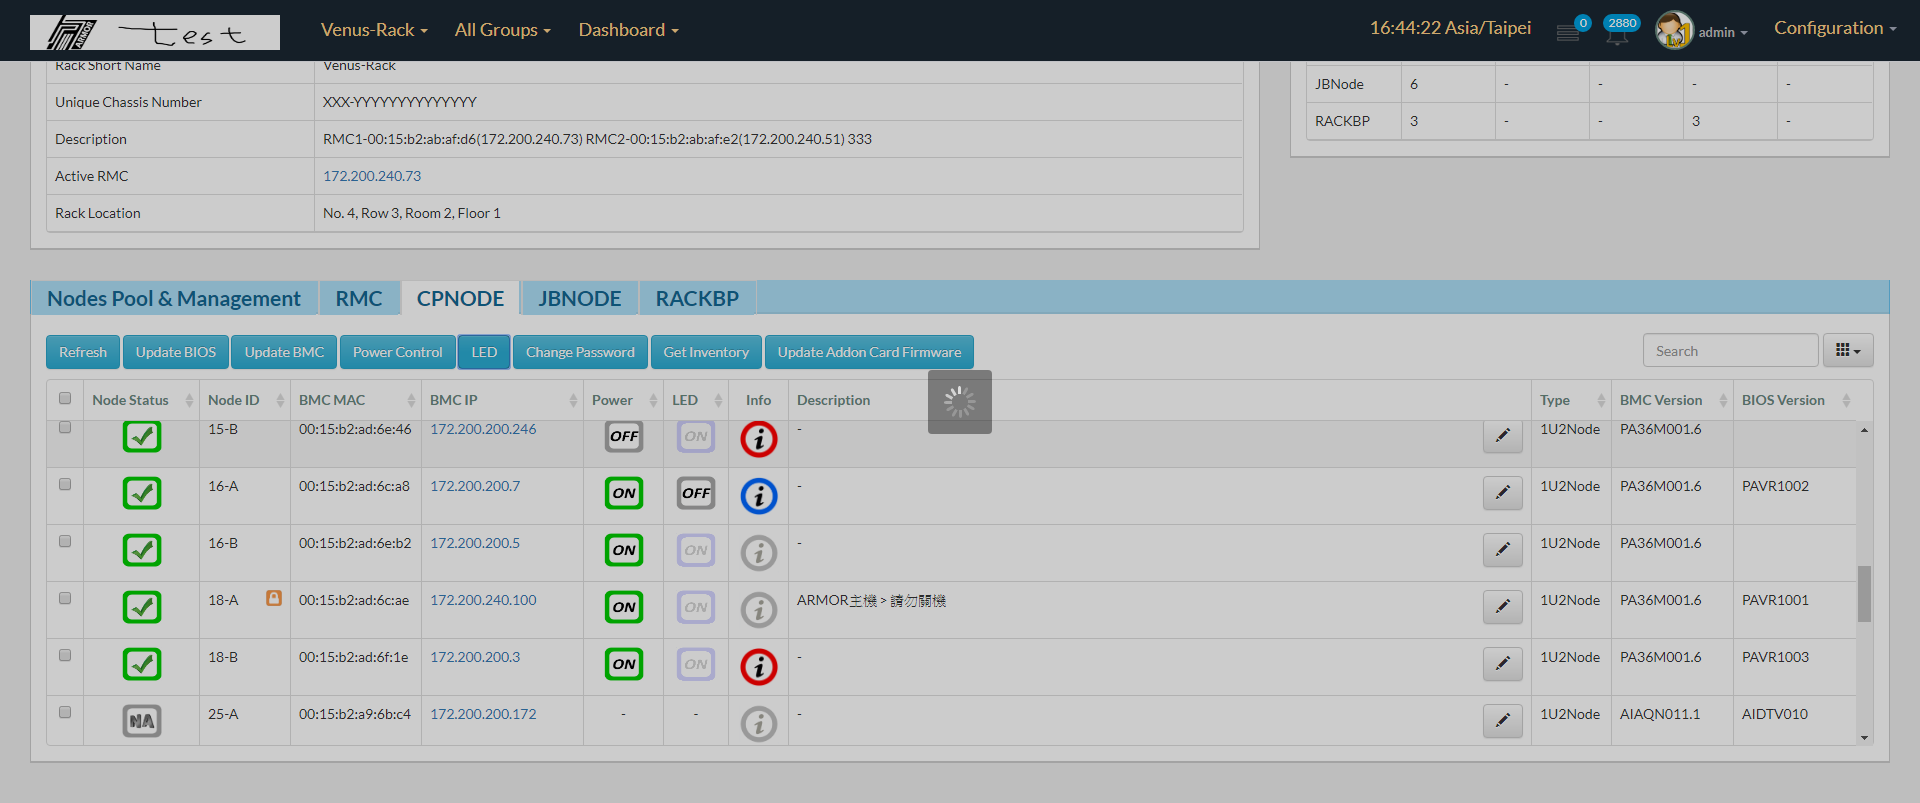 ARMOR test Venus-Rack All Groups Dashboard 16:44:22 Asia/Taipei 0 2880 admin Configuration
Rack Short Name Venus-Rack
Unique Chassis Number XXX-YYYYYYYYYYYYYY
Description RMC1-00:15:b2:ab:af:d6(172.200.240.73) RMC2-00:15:b2:ab:af:e2(172.200.240.51) 333
Active RMC 172.200.240.73
Rack Location No. 4, Row 3, Room 2, Floor 1
JBNode 6 - - - -
RACKBP 3 - - 3 -
Nodes Pool & Management RMC CPNODE JBNODE RACKBP
Refresh Update BIOS Update BMC Power Control LED Change Password Get Inventory Update Addon Card Firmware Search
Node Status Node ID BMC MAC BMC IP Power LED Info Description Type BMC Version BIOS Version
15-B 00:15:b2:ad:6e:46 172.200.200.246 OFF ON i - 1U2Node PA36M001.6
16-A 00:15:b2:ad:6c:a8 172.200.200.7 ON OFF i - 1U2Node PA36M001.6 PAVR1002
16-B 00:15:b2:ad:6e:b2 172.200.200.5 ON ON i - 1U2Node PA36M001.6
18-A 00:15:b2:ad:6c:ae 172.200.240.100 ON ON i ARMOR主機 > 請勿關機 1U2Node PA36M001.6 PAVR1001
18-B 00:15:b2:ad:6f:1e 172.200.200.3 ON ON i - 1U2Node PA36M001.6 PAVR1003
NA 25-A 00:15:b2:a9:6b:c4 172.200.200.172 - - i - 1U2Node AIAQN011.1 AIDTV010